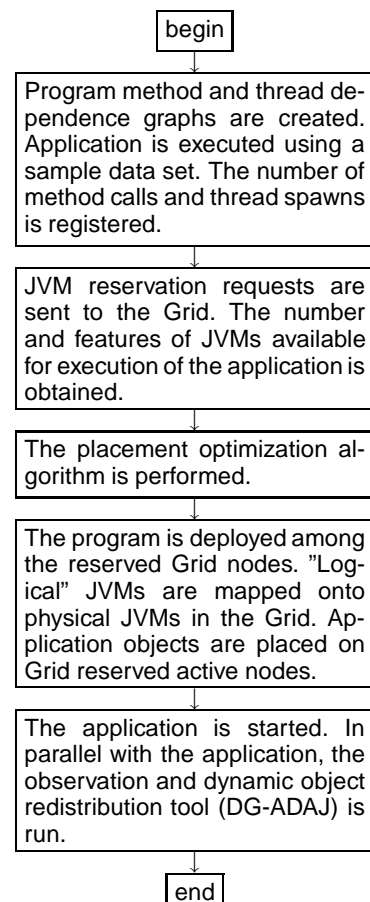 begin
Program method and thread de-
pendence graphs are created.
Application is executed using a
sample data set. The number of
method calls and thread spawns
is registered.
JVM reservation requests are
sent to the Grid. The number
and features of JVMs available
for execution of the application is
obtained.
The placement optimization al-
gorithm is performed.
The program is deployed among
the reserved Grid nodes. ”Log-
ical” JVMs are mapped onto
physical JVMs in the Grid. Ap-
plication objects are placed on
Grid reserved active nodes.
The application is started. In
parallel with the application, the
observation and dynamic object
redistribution tool (DG-ADAJ) is
run.
end